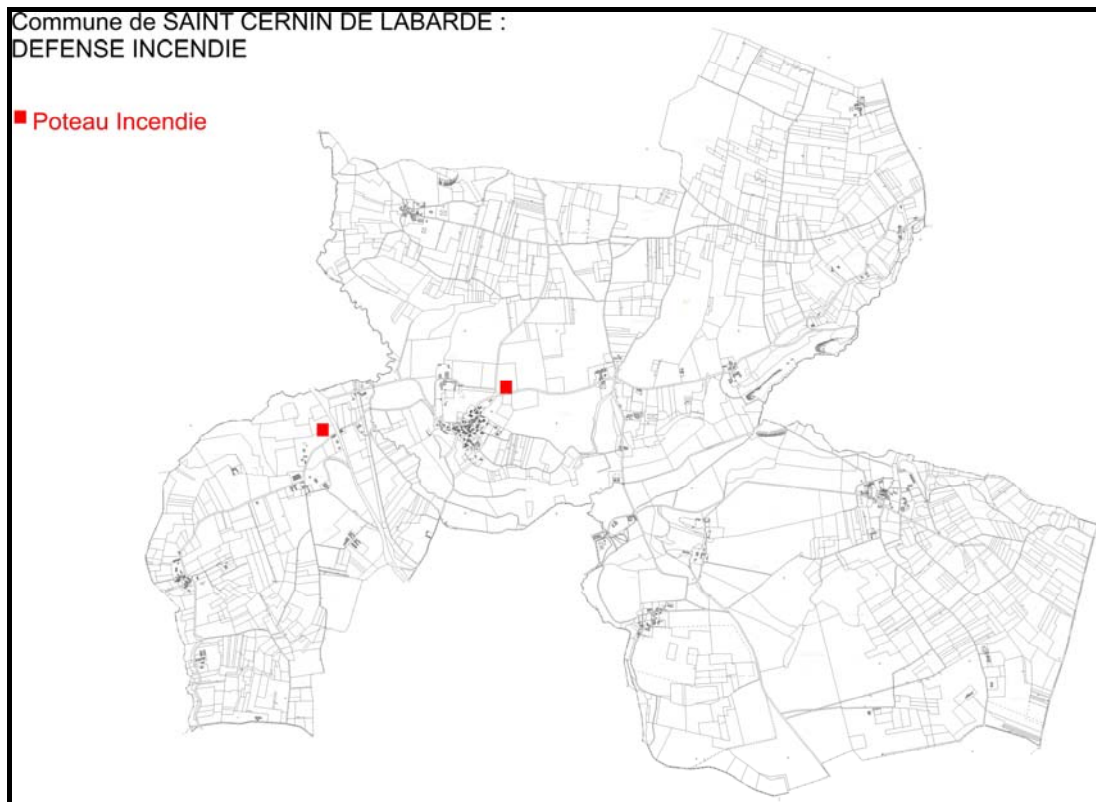 Commune de SAINT CERNIN DE LABARDE :
DEFENSE INCENDIE
Poteau Incendie